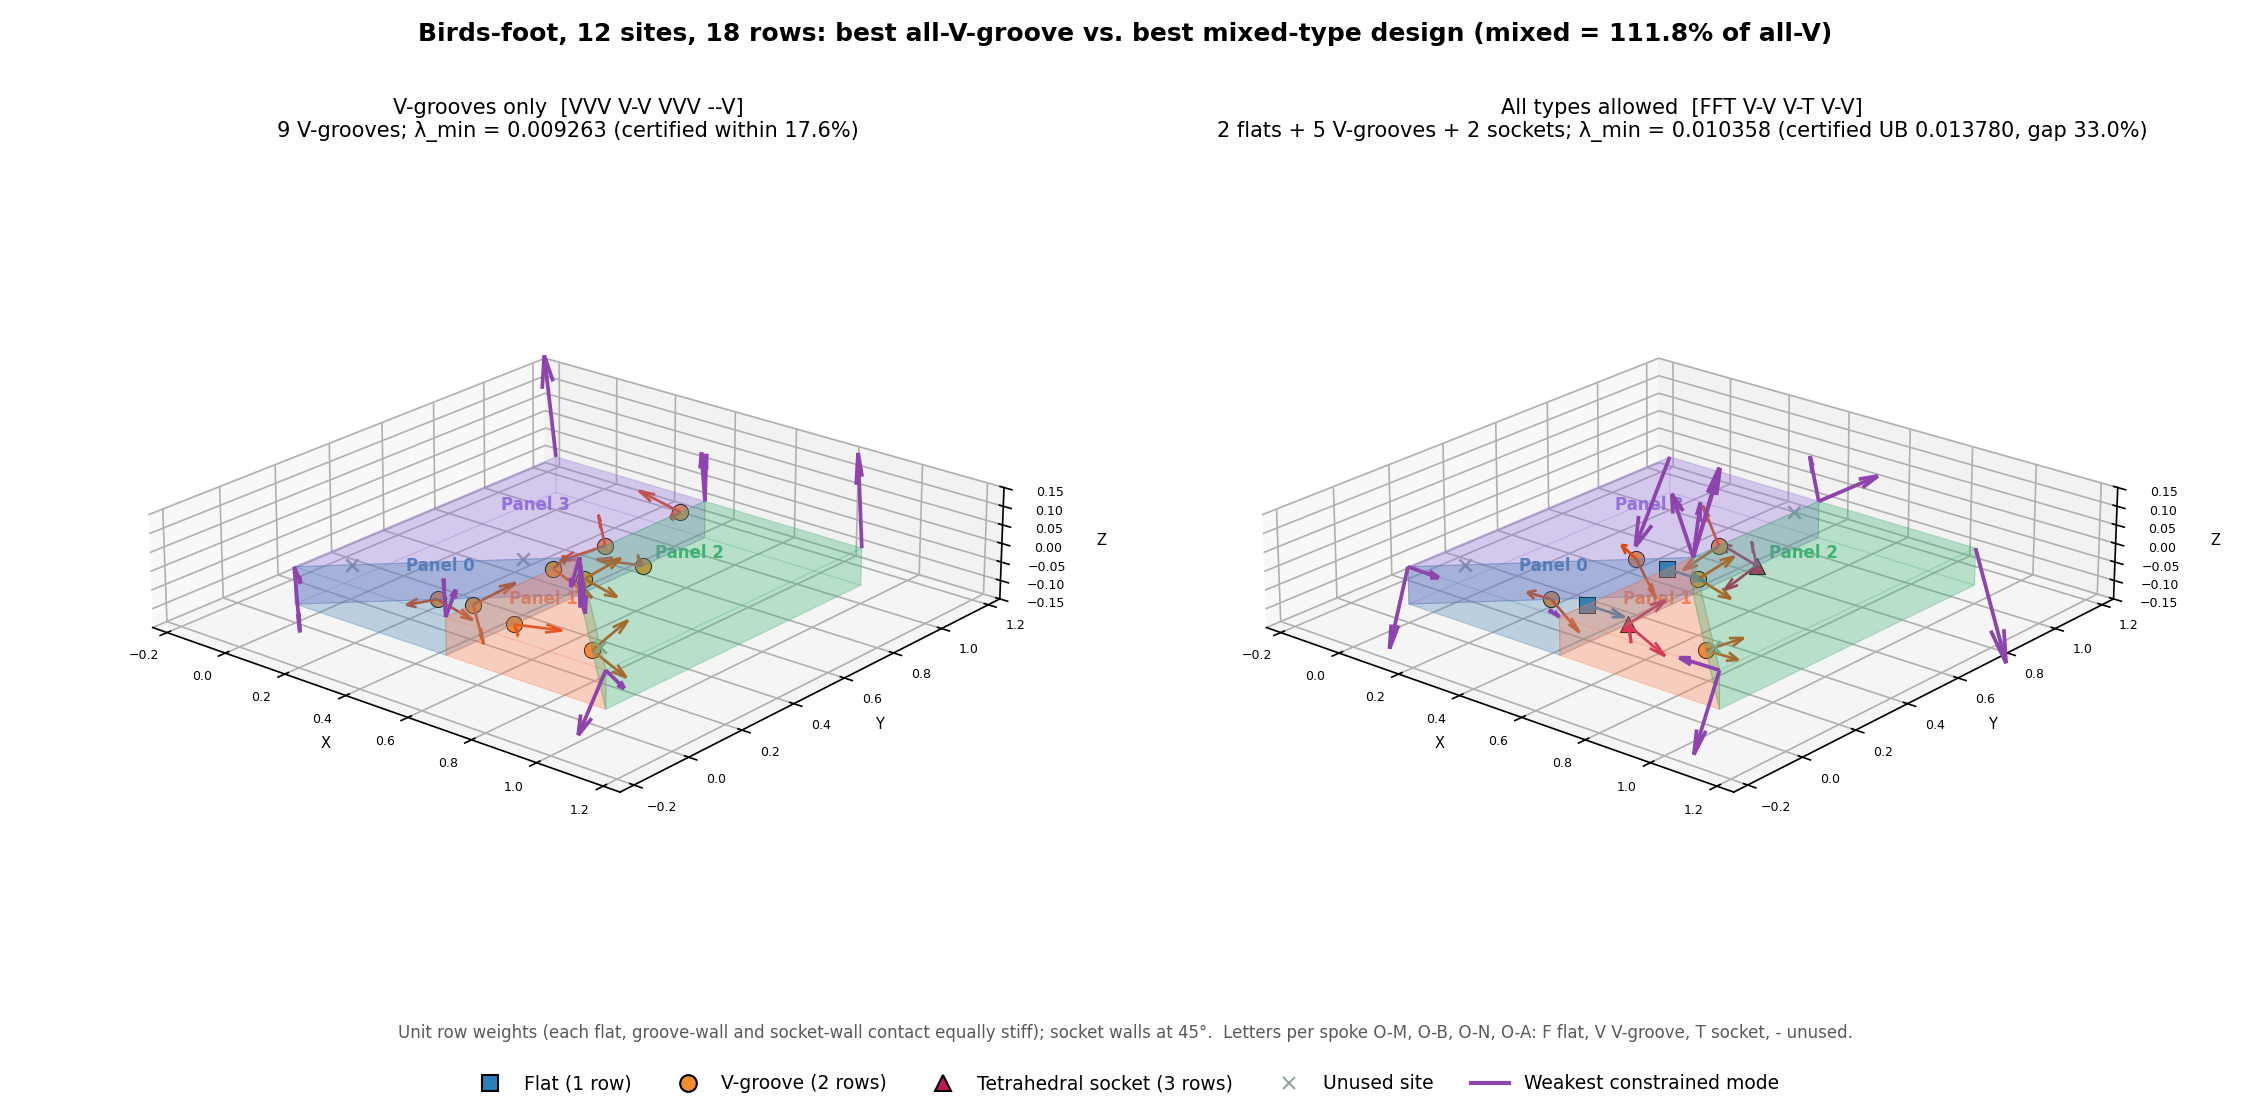 Birds-foot, 12 sites, 18 rows: best all-V-groove vs. best mixed-type design (mixed = 111.8% of all-V)
V-grooves only  [VVV V-V VVV --V]
9 V-grooves; λ_min = 0.009263 (certified within 17.6%)
Panel 3
Panel 0
Panel 2
Panel 1
0.15
0.10
0.05
0.00
−0.05
−0.10
−0.15
Z
−0.2
0.0
0.2
0.4
0.6
0.8
1.0
1.2
X
−0.2
0.0
0.2
0.4
0.6
0.8
1.0
1.2
Y
All types allowed  [FFT V-V V-T V-V]
2 flats + 5 V-grooves + 2 sockets; λ_min = 0.010358 (certified UB 0.013780, gap 33.0%)
Panel 3
Panel 0
Panel 2
Panel 1
0.15
0.10
0.05
0.00
−0.05
−0.10
−0.15
Z
−0.2
0.0
0.2
0.4
0.6
0.8
1.0
1.2
X
−0.2
0.0
0.2
0.4
0.6
0.8
1.0
1.2
Y
Unit row weights (each flat, groove-wall and socket-wall contact equally stiff); socket walls at 45°.  Letters per spoke O-M, O-B, O-N, O-A: F flat, V V-groove, T socket, - unused.
Flat (1 row)
V-groove (2 rows)
Tetrahedral socket (3 rows)
Unused site
Weakest constrained mode